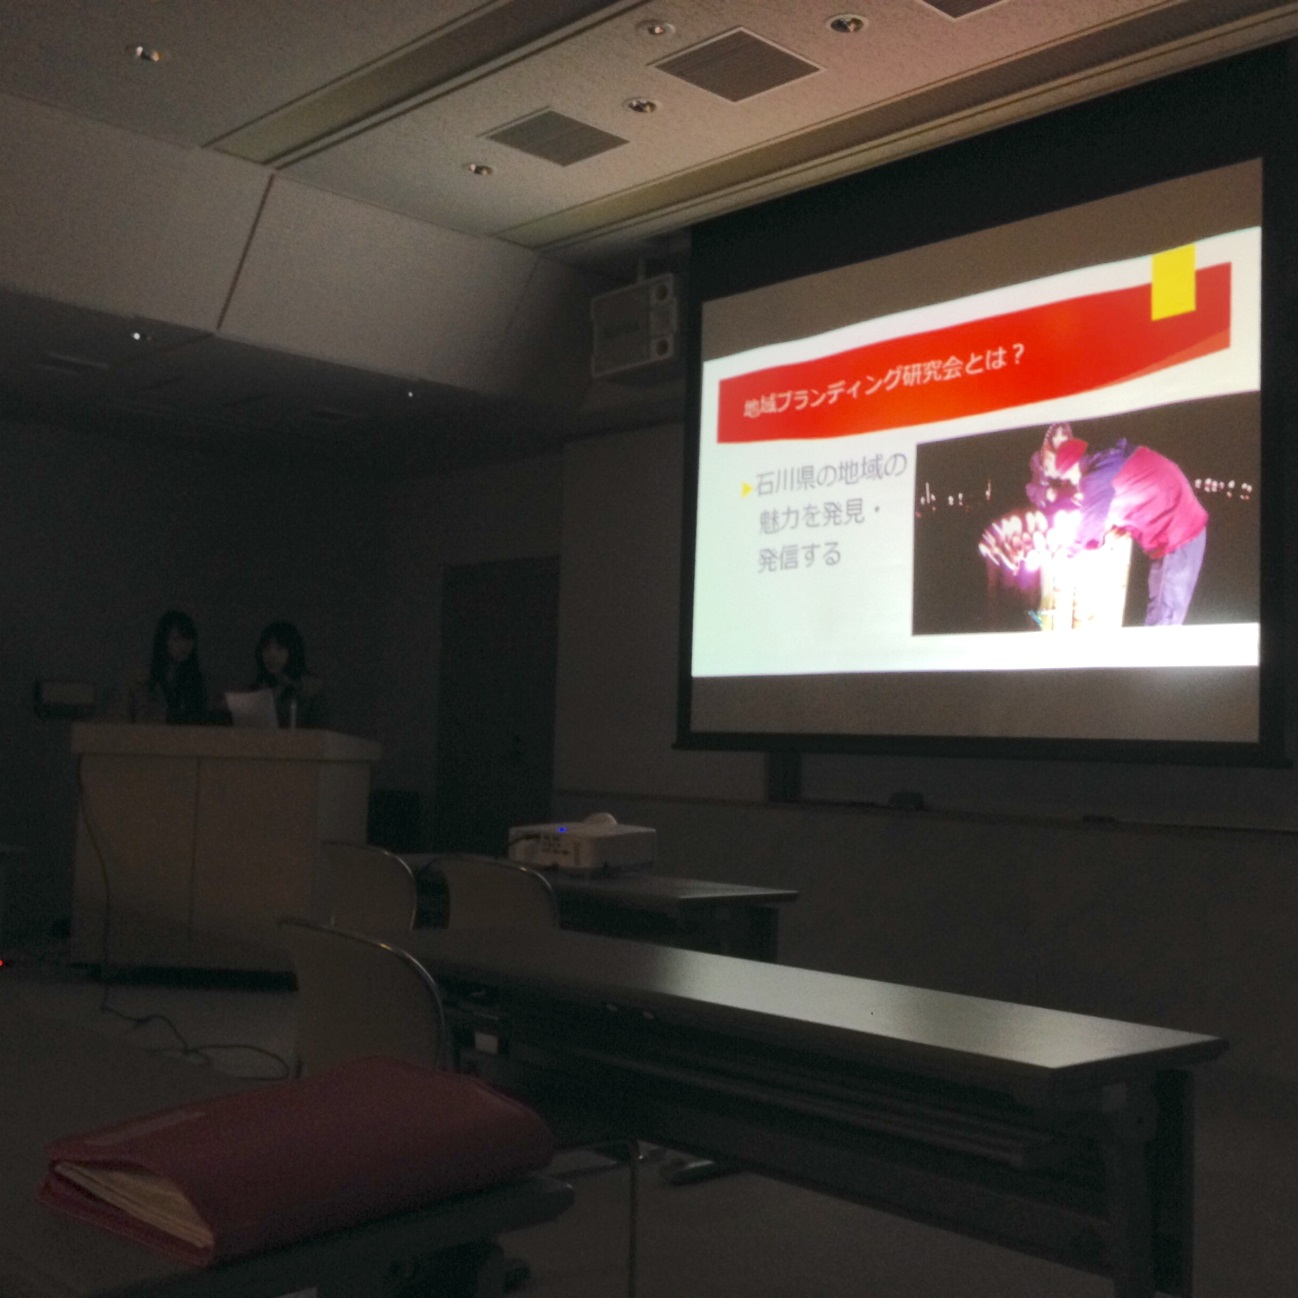 地域ブランディング研究会とは？
石川県の地域の
魅力を発見・
発信する